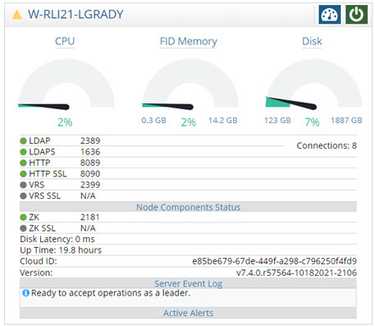 W-RLI21-LGRADY
CPU FID Memory Disk
2% 0.3 GB 2% 14.2 GB 123 GB 7% 1887 GB
LDAP 2389 Connections: 8
LDAPS 1636
HTTP 8089
HTTP SSL 8090
VRS 2399
VRS SSL N/A
Node Components Status
ZK 2181
ZK SSL N/A
Disk Latency: 0 ms
Up Time: 19.8 hours
Cloud ID: e85be679-67de-449f-a298-c796250f4fd9
Version: v7.4.0.r57564-10182021-2106
Server Event Log
Ready to accept operations as a leader.
Active Alerts